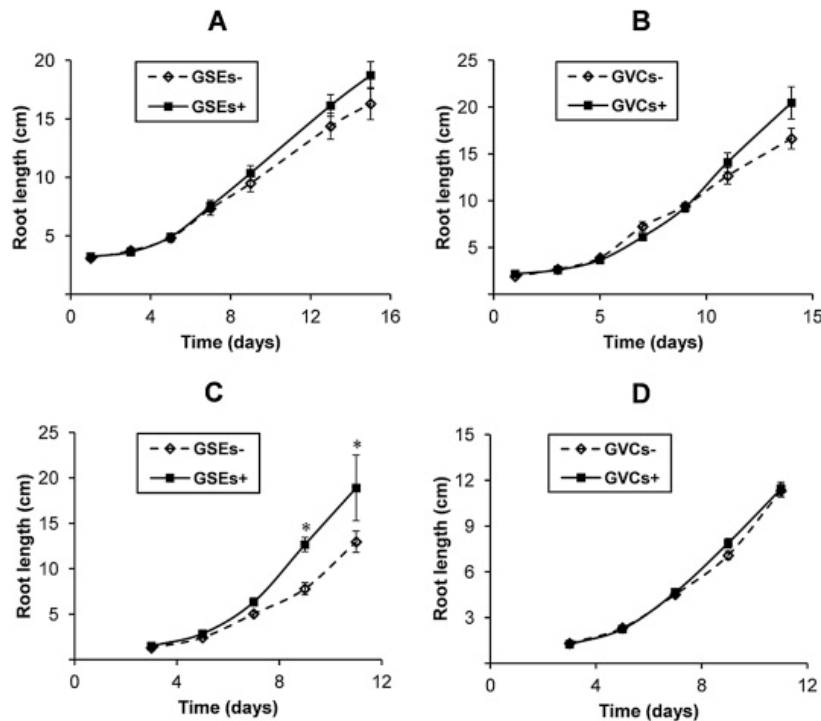 A
GSEs-
GSEs+
Root length (cm)
20
15
10
5
0
4
8
12
16
Time (days)
B
GVCs-
GVCs+
Root length (cm)
25
20
15
10
5
0
5
10
15
Time (days)
C
GSEs-
GSEs+
Root length (cm)
25
20
15
10
5
0
4
8
12
Time (days)
*
*
D
GVCs-
GVCs+
Root length (cm)
15
12
9
6
3
0
4
8
12
Time (days)